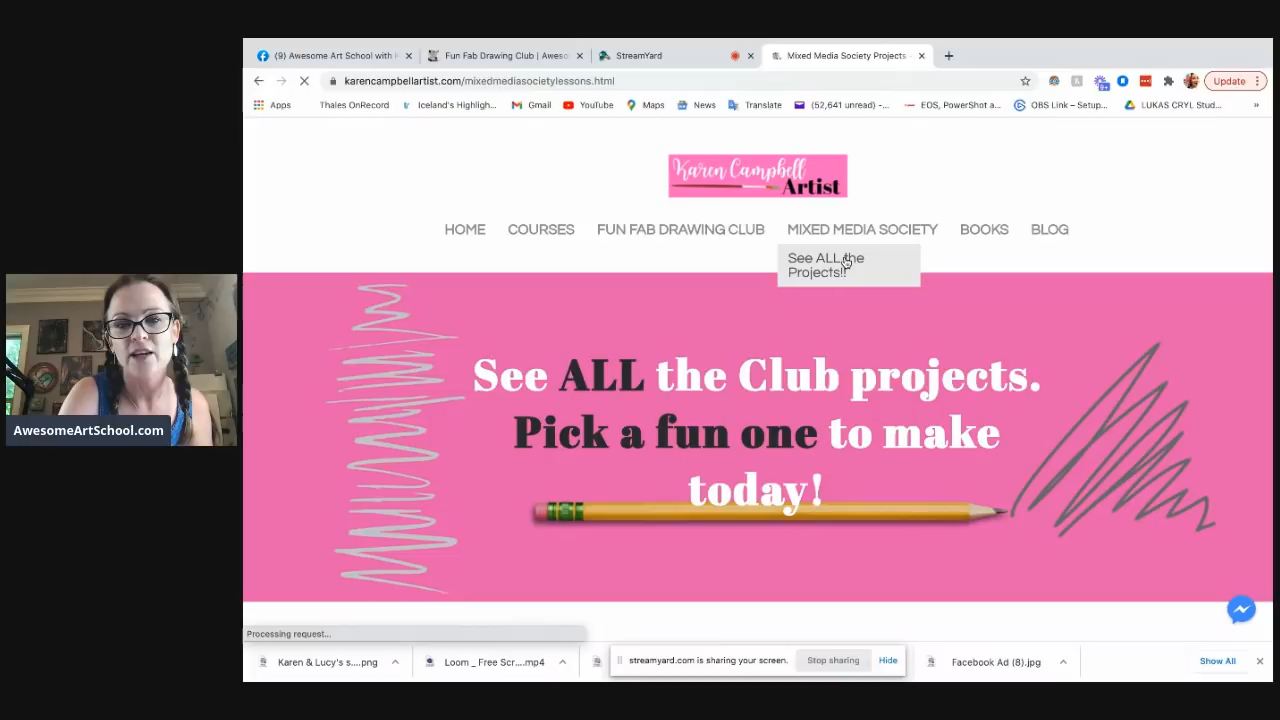 (9) Awesome Art School with
Fun Fab Drawing Club | Aweso
StreamYard
Mixed Media Society Projects
karencampbellartist.com/mixedmediasocietylessons.html
Update
Apps
Thales OnRecord
Iceland's Highligh...
Gmail
YouTube
Maps
News
Translate
(52,641 unread) -...
EOS, PowerShot a...
OBS Link – Setup...
LUKAS CRYL Stud...
»
Karen Campbell
Artist
HOME
COURSES
FUN FAB DRAWING CLUB
MIXED MEDIA SOCIETY
BOOKS
BLOG
See ALL the
Projects!!
See ALL the Club projects.
Pick a fun one to make
today!
AwesomeArtSchool.com
Processing request...
Karen & Lucy's s....png
Loom _ Free Scr....mp4
streamyard.com is sharing your screen.
Stop sharing
Hide
Facebook Ad (8).jpg
Show All